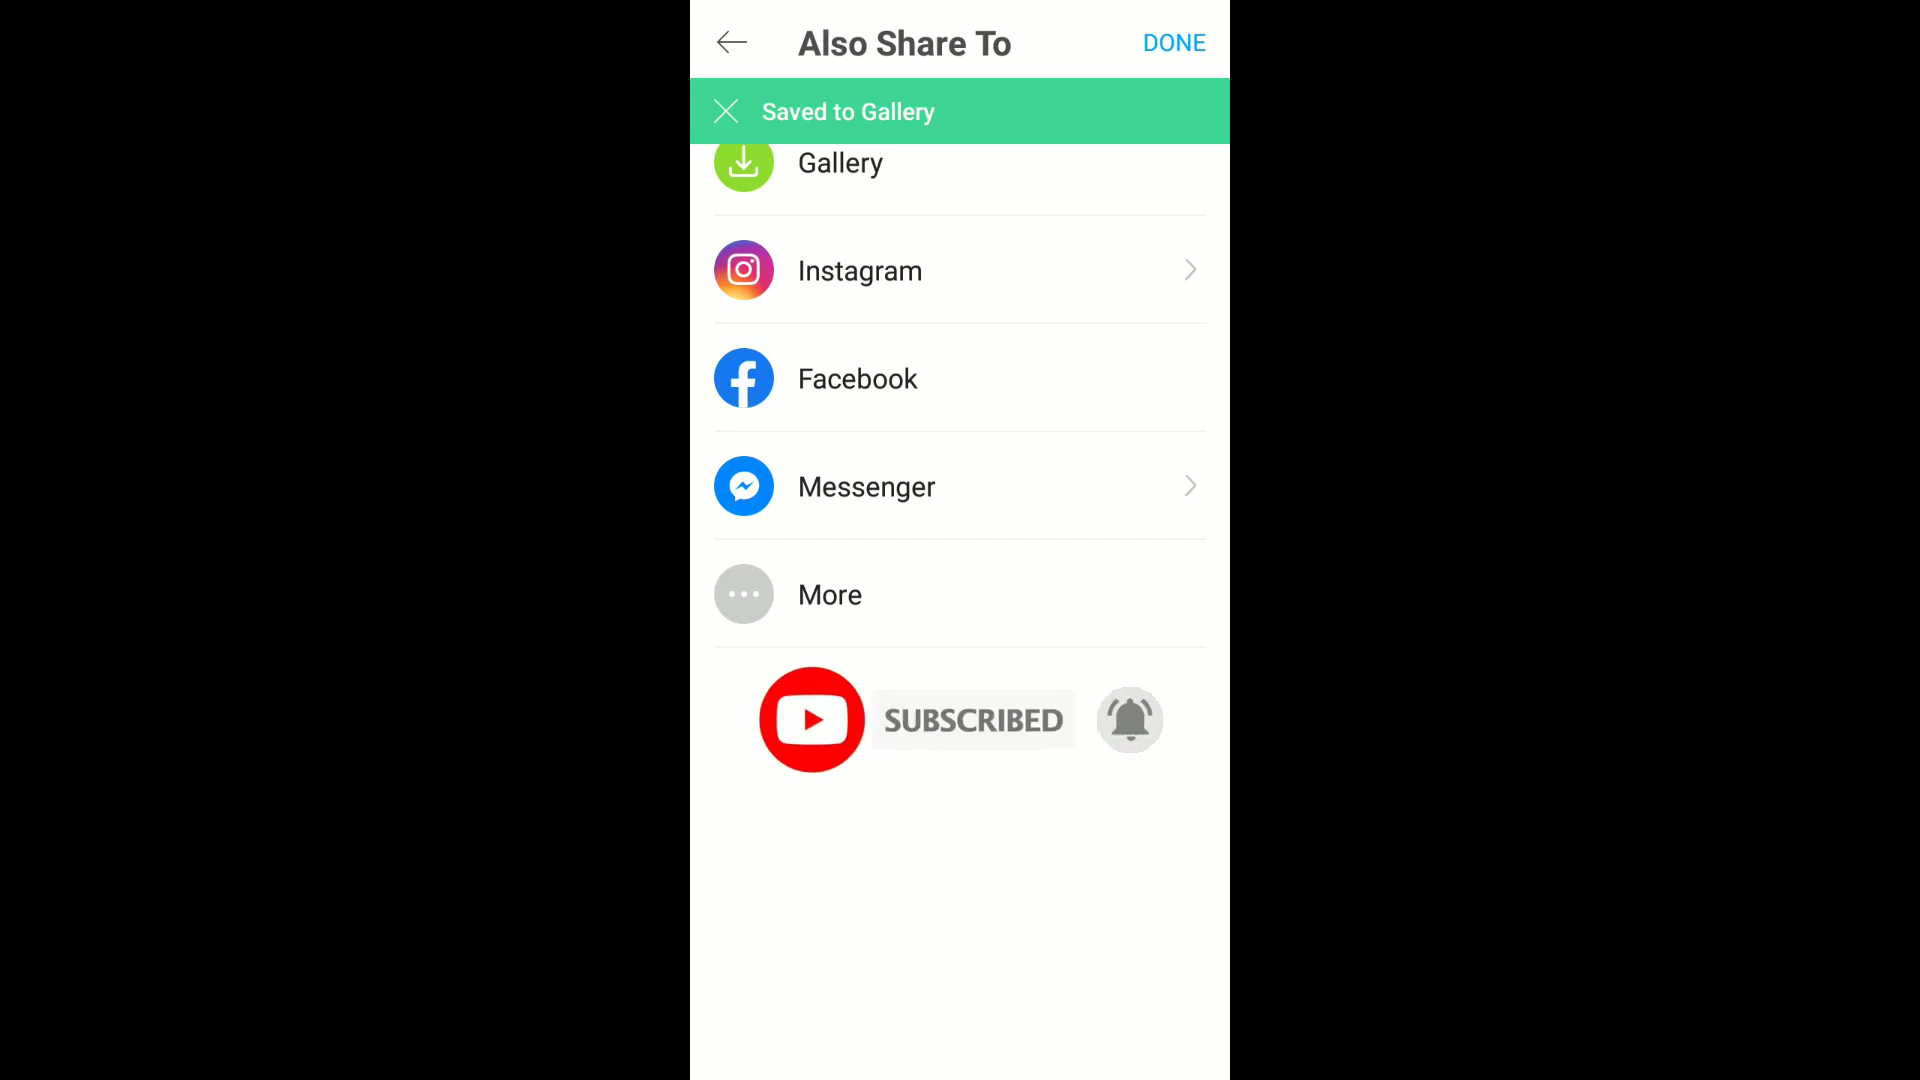 Also Share To
DONE
Saved to Gallery
Gallery
Instagram
Facebook
Messenger
More
SUBSCRIBED